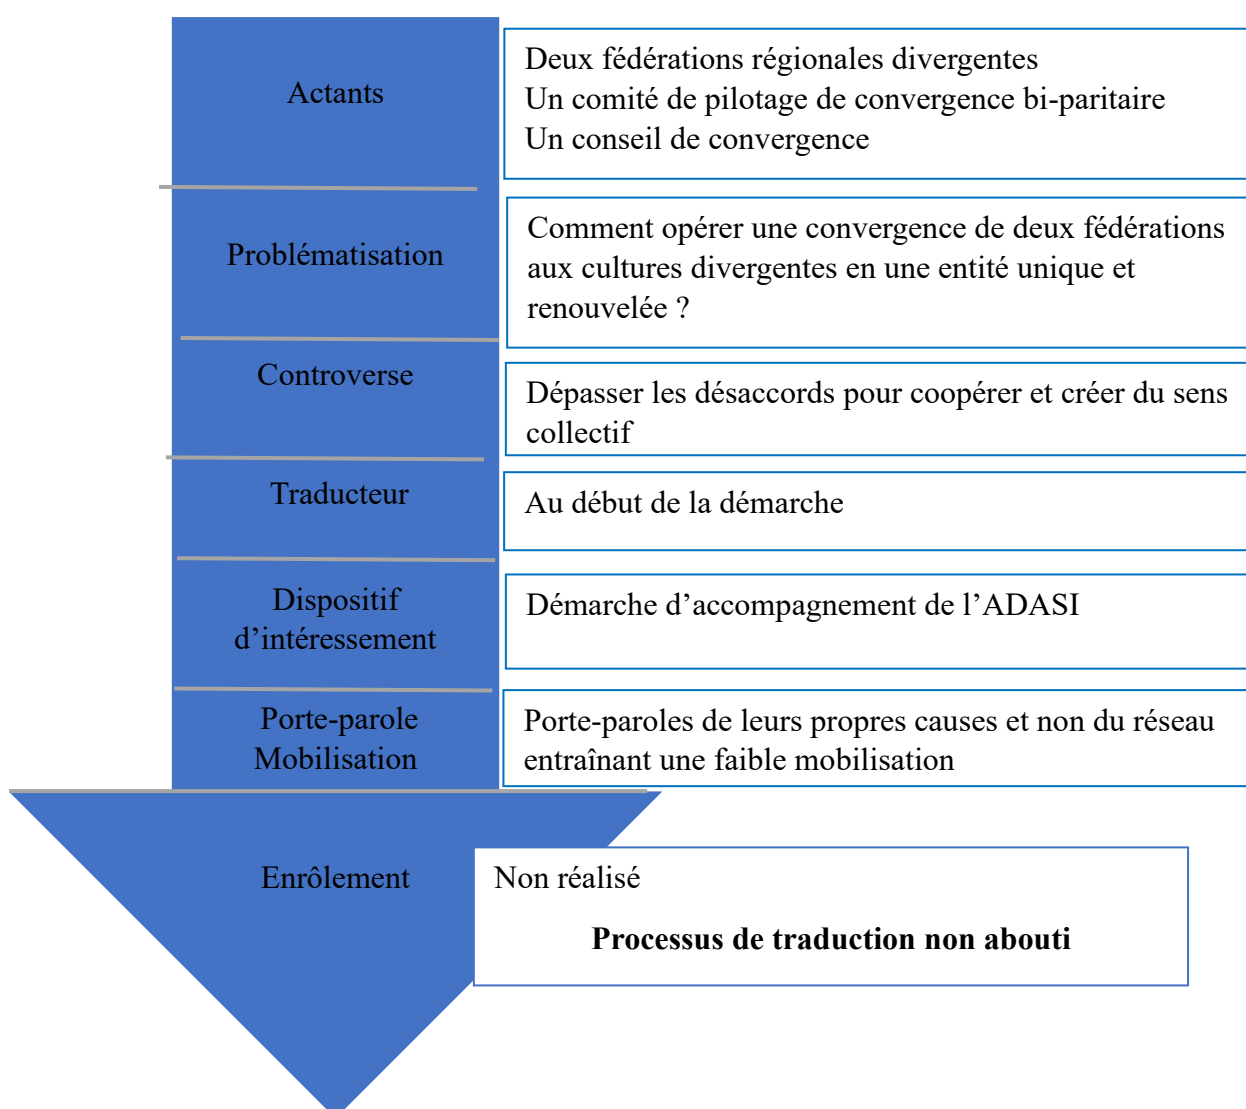 Actants
Deux fédérations régionales divergentes
Un comité de pilotage de convergence bi-paritaire
Un conseil de convergence
Problématisation
Comment opérer une convergence de deux fédérations
aux cultures divergentes en une entité unique et
renouvelée ?
Controverse
Dépasser les désaccords pour coopérer et créer du sens
collectif
Traducteur
Au début de la démarche
Dispositif
d’intéressement
Démarche d’accompagnement de l’ADASI
Porte-parole
Mobilisation
Porte-paroles de leurs propres causes et non du réseau
entraînant une faible mobilisation
Enrôlement
Non réalisé
Processus de traduction non abouti